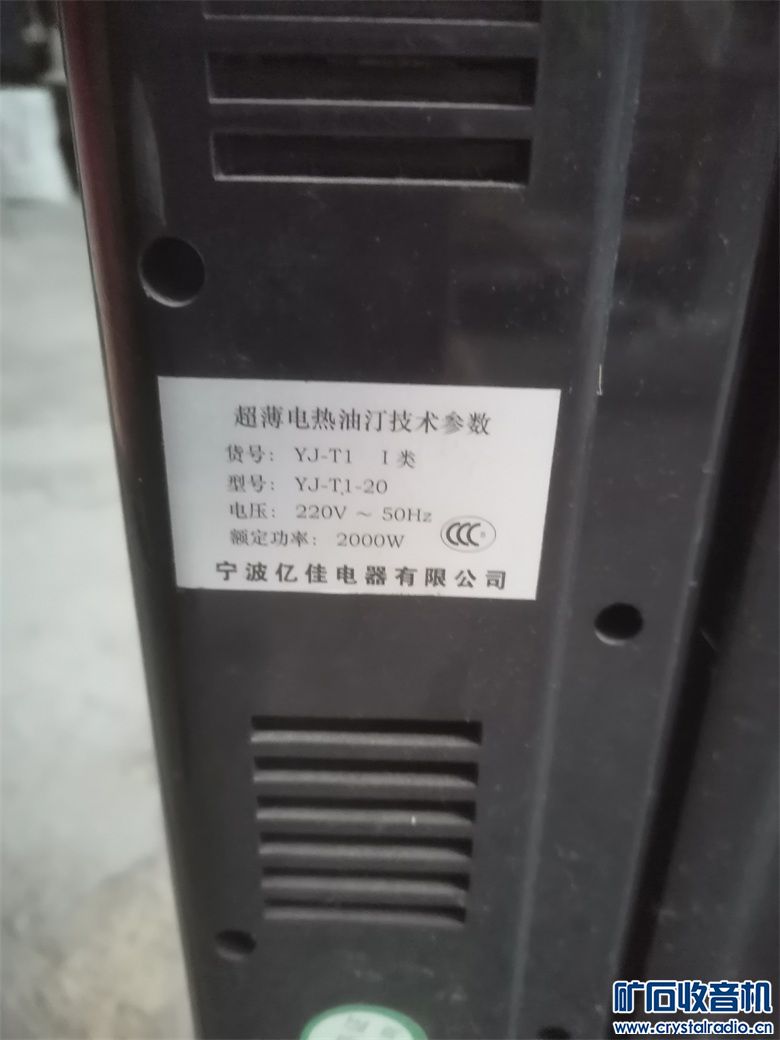 超薄电热油汀技术参数
货号: YJ-T1 I 类
型号: YJ-T1-20
电压: 220V ~ 50Hz
额定功率: 2000W
CCC
宁波亿佳电器有限公司
矿石收音机
www.crystalradio.cn